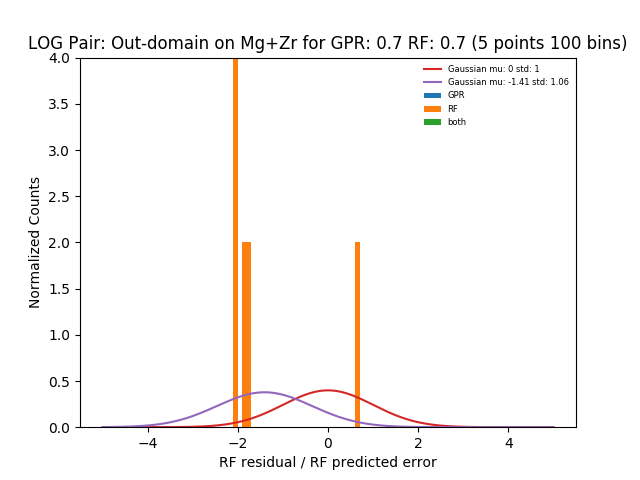 LOG Pair: Out-domain on Mg+Zr for GPR: 0.7 RF: 0.7 (5 points 100 bins)
Gaussian mu: 0 std: 1
Gaussian mu: -1.41 std: 1.06
GPR
RF
both
Normalized Counts
4.0
3.5
3.0
2.5
2.0
1.5
1.0
0.5
0.0
−4 −2 0 2 4
RF residual / RF predicted error